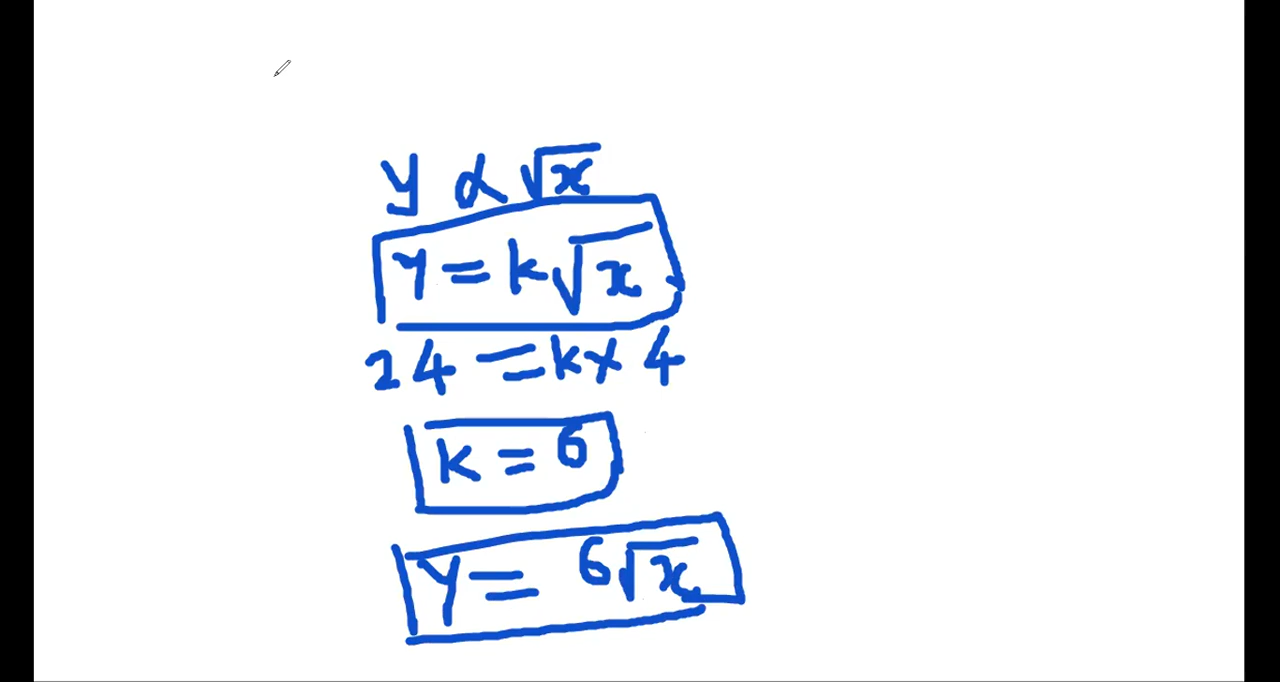 y ∝ √x
y = k√x
24 = k × 4
k = 6
y = 6√x